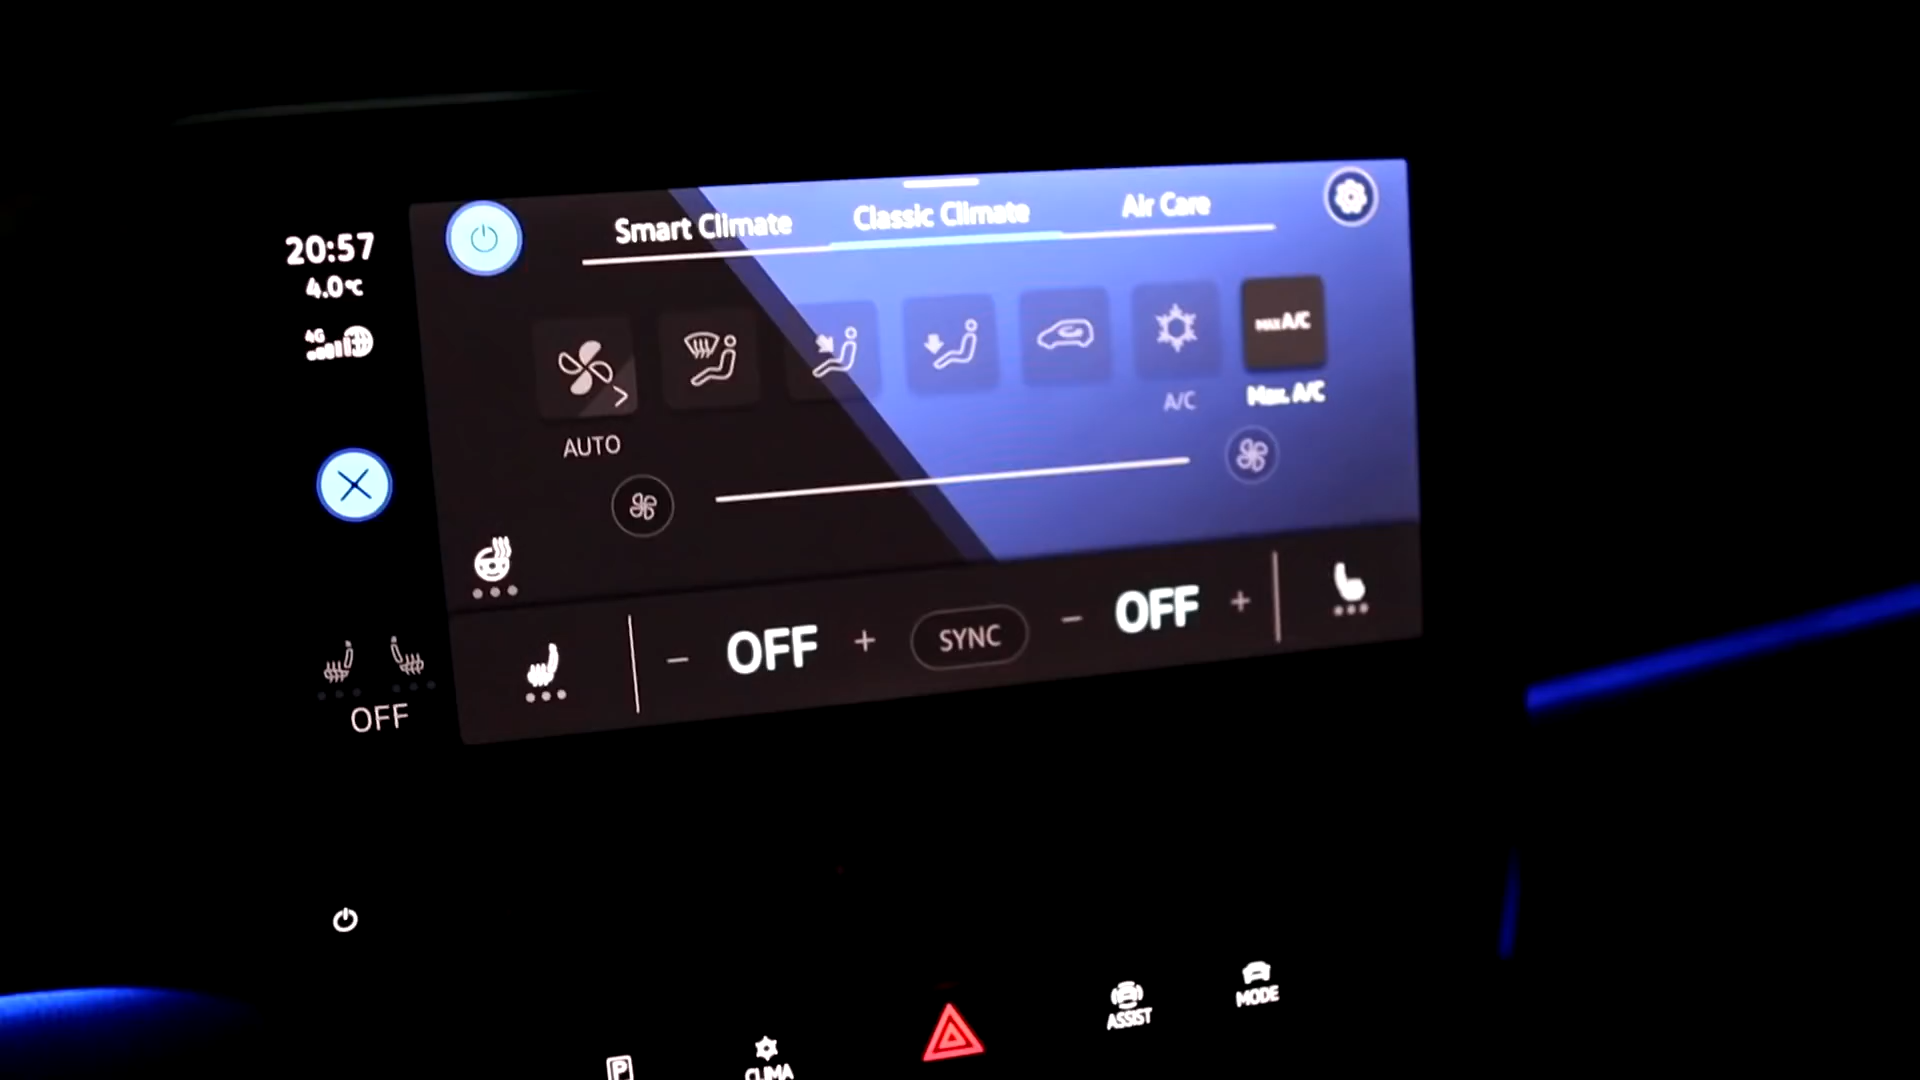 20:57
4.0°C
4G
Smart Climate
Classic Climate
Air Care
MAX A/C
A/C
Max. A/C
AUTO
OFF
SYNC
OFF
OFF
P
CLIMA
ASSIST
MODE